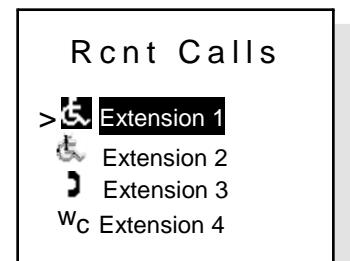 Rcnt Calls
> Extension 1
Extension 2
Extension 3
Wc Extension 4